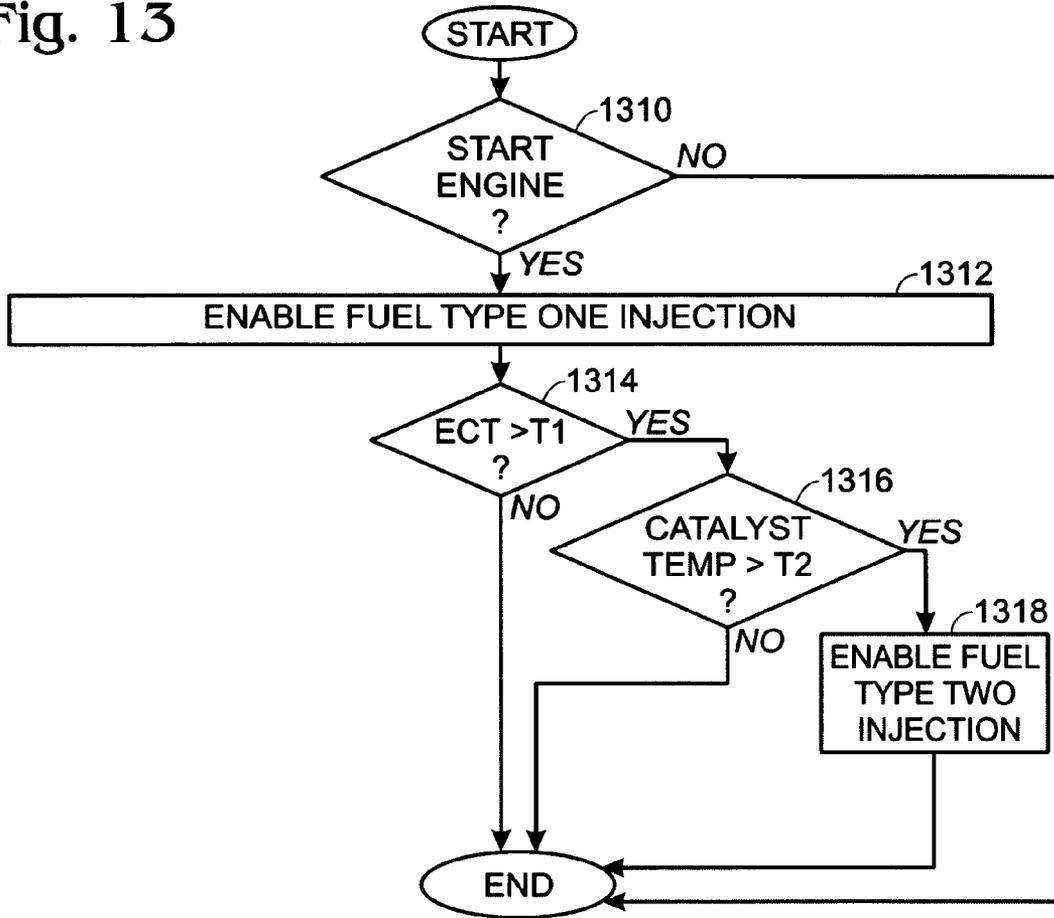 Fig. 13
START
1310
START
ENGINE
?
NO
YES
1312
ENABLE FUEL TYPE ONE INJECTION
1314
ECT >T1
?
YES
NO
1316
CATALYST
TEMP > T2
?
YES
NO
1318
ENABLE FUEL
TYPE TWO
INJECTION
END